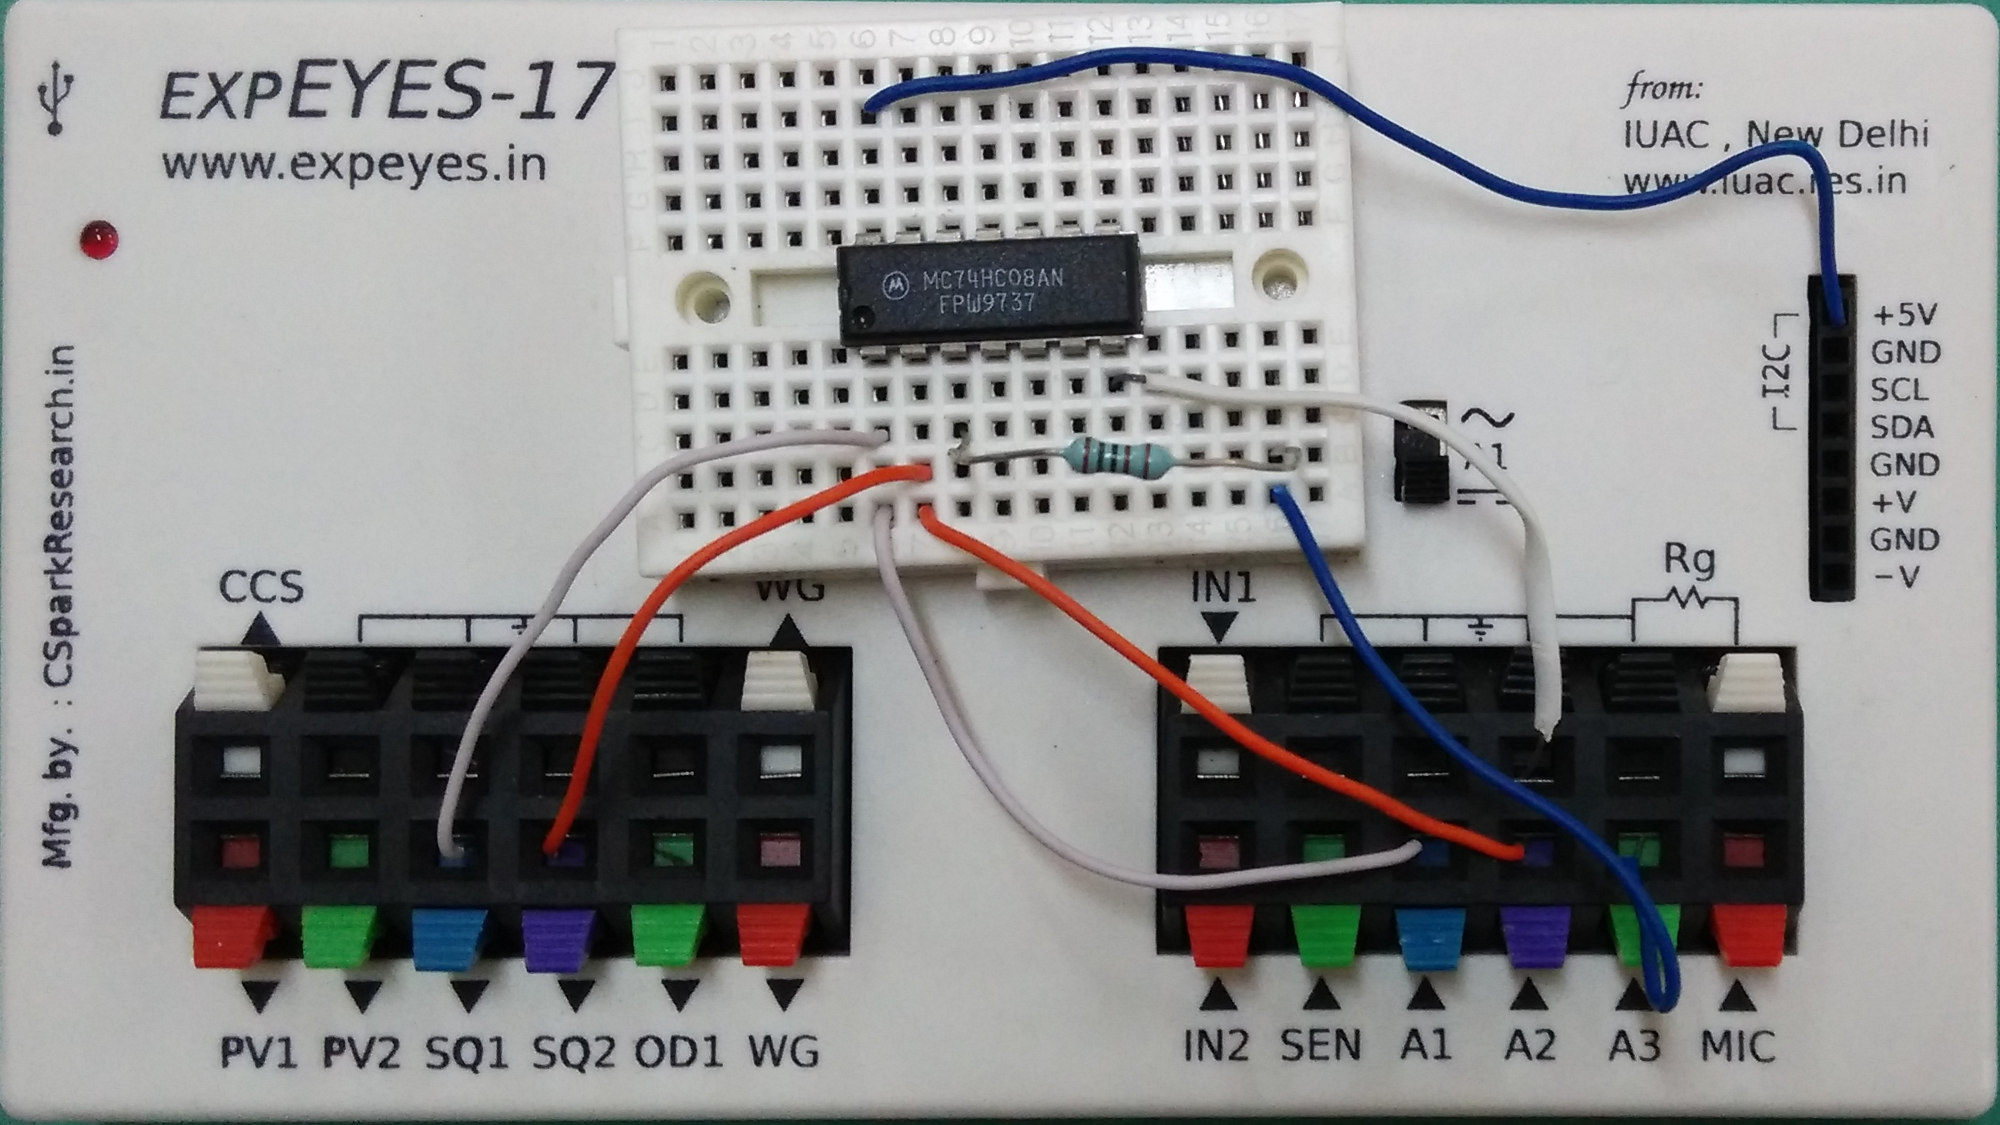 EXPEYES-17
www.expeyes.in
from:
IUAC , New Delhi
www.iuac.res.in
MC74HC08AN
FPW9737
I2C
+5V
GND
SCL
SDA
GND
+V
GND
-V
Mfg. by. : CSparkResearch.in
CCS
WG
IN1
A1
Rg
PV1 PV2 SQ1 SQ2 OD1 WG
IN2 SEN A1 A2 A3 MIC